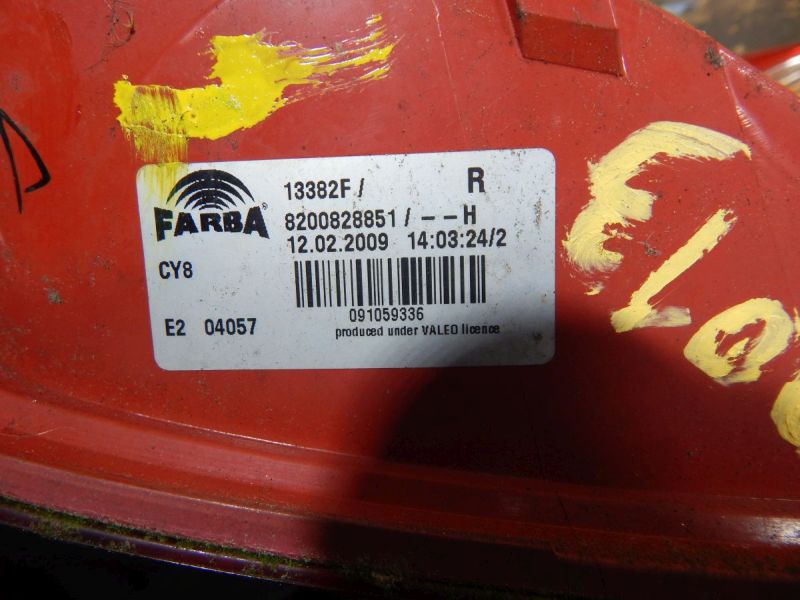 13382F / R
FARBA®
8200828851 / – – H
12.02.2009 14:03:24/2
CY8
091059336
E2 04057
produced under VALEO licence